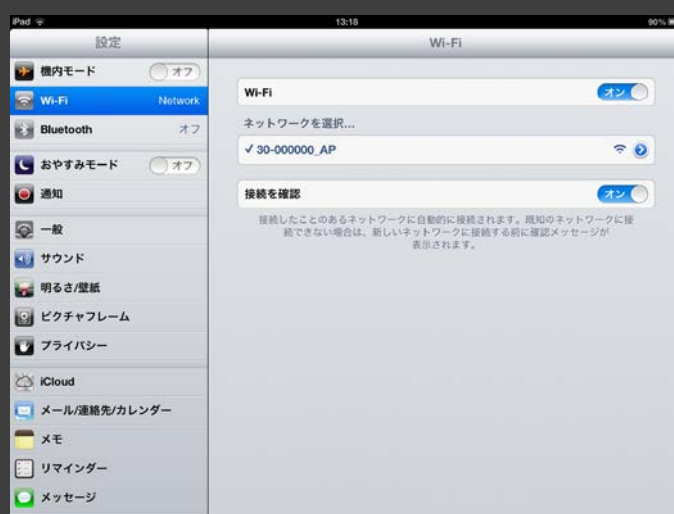 iPad 13:18 90%
設定
機内モード オフ
Wi-Fi Network
Bluetooth オフ
おやすみモード オフ
通知
一般
サウンド
明るさ/壁紙
ピクチャフレーム
プライバシー
iCloud
メール/連絡先/カレンダー
メモ
リマインダー
メッセージ
Wi-Fi
Wi-Fi オン
ネットワークを選択...
✓ 30-000000_AP
接続を確認 オン
接続したことのあるネットワークに自動的に接続されます。既知のネットワークに接
続できない場合は、新しいネットワークに接続する前に確認メッセージが
表示されます。